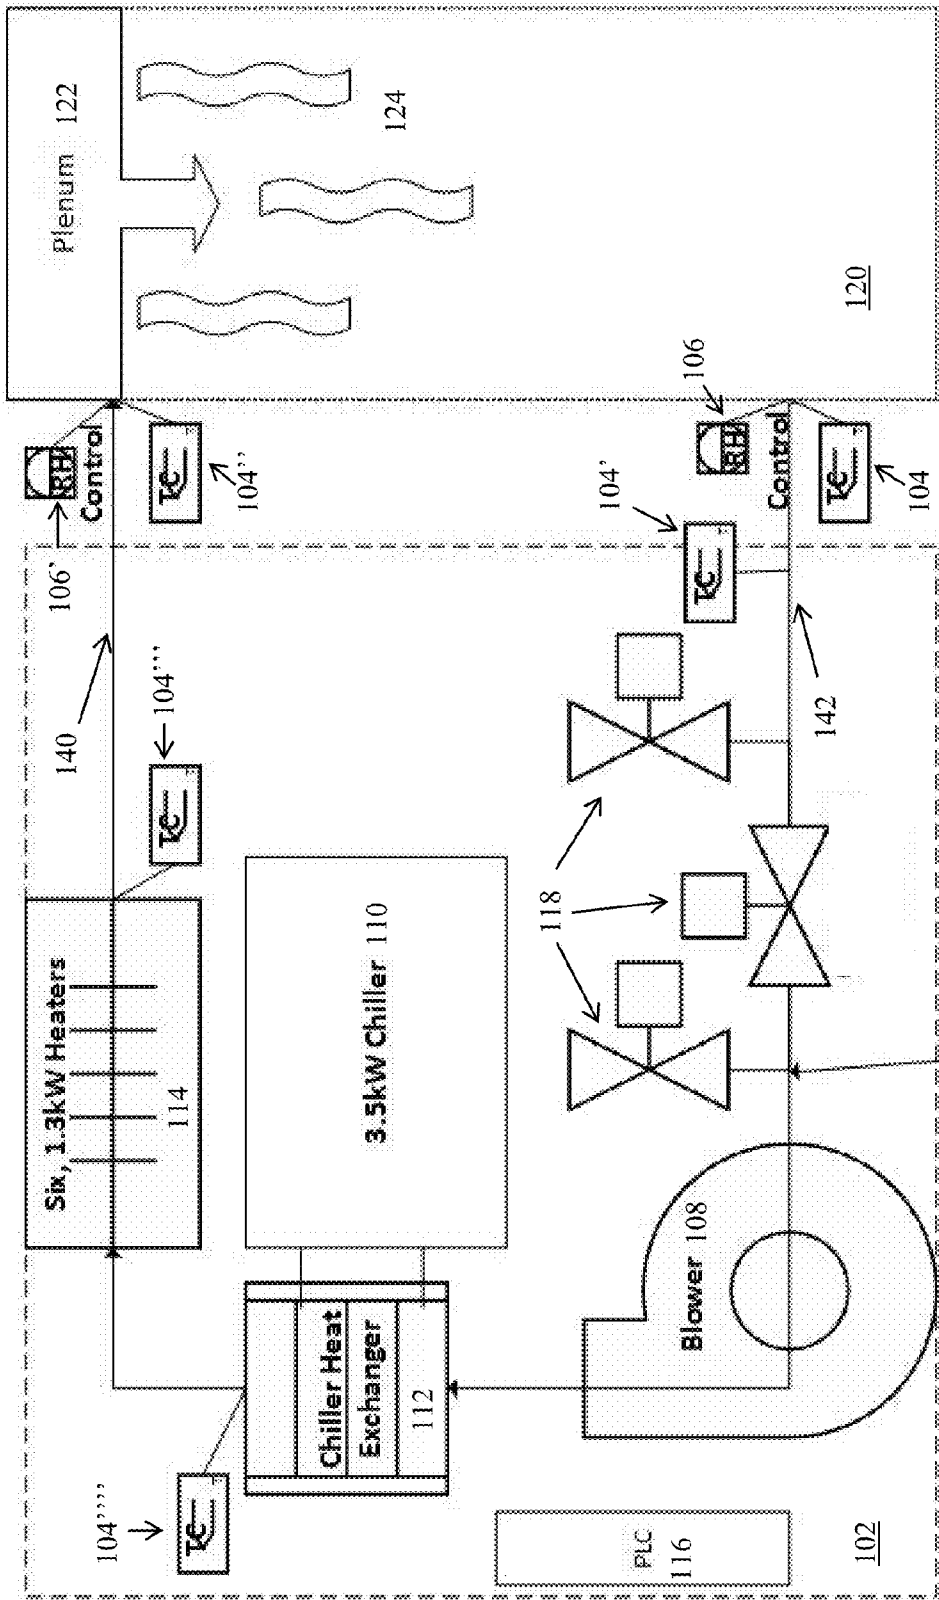 Plenum 122
124
120
RH
Control
TC
106'
104''
106
RH
Control
TC
104
104'
TC
140
142
104'''
TC
118
Six, 1.3kW Heaters
114
3.5kW Chiller 110
Chiller Heat
Exchanger
112
Blower 108
104''''
TC
PLC
116
102